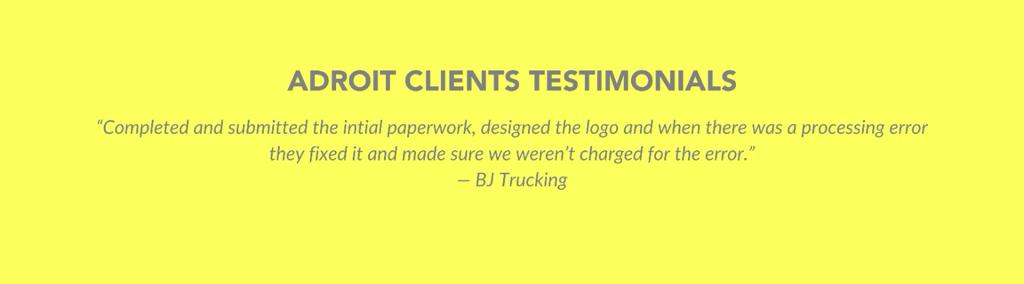 ADROIT CLIENTS TESTIMONIALS
“Completed and submitted the intial paperwork, designed the logo and when there was a processing error
they fixed it and made sure we weren’t charged for the error.”
— BJ Trucking